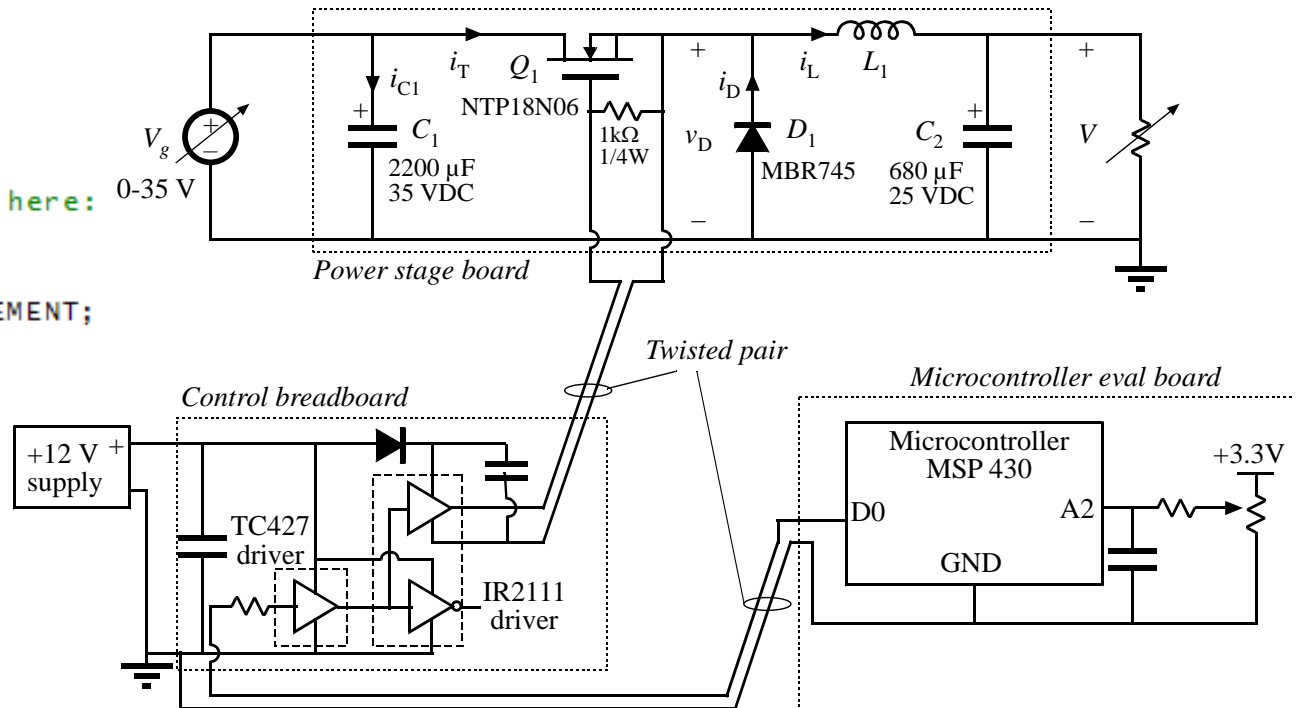 i_T
Q_1
i_L
L_1
+
+
i_C1
NTP18N06
i_D
+
V_g
+
−
+
C_1
1kΩ
1/4W
v_D
D_1
C_2
V
2200 µF
35 VDC
MBR745
680 µF
25 VDC
0-35 V
here:
−
−
Power stage board
EMENT;
Twisted pair
Control breadboard
Microcontroller eval board
+12 V
supply
+
Microcontroller
MSP 430
+3.3V
D0
A2
TC427
driver
GND
IR2111
driver